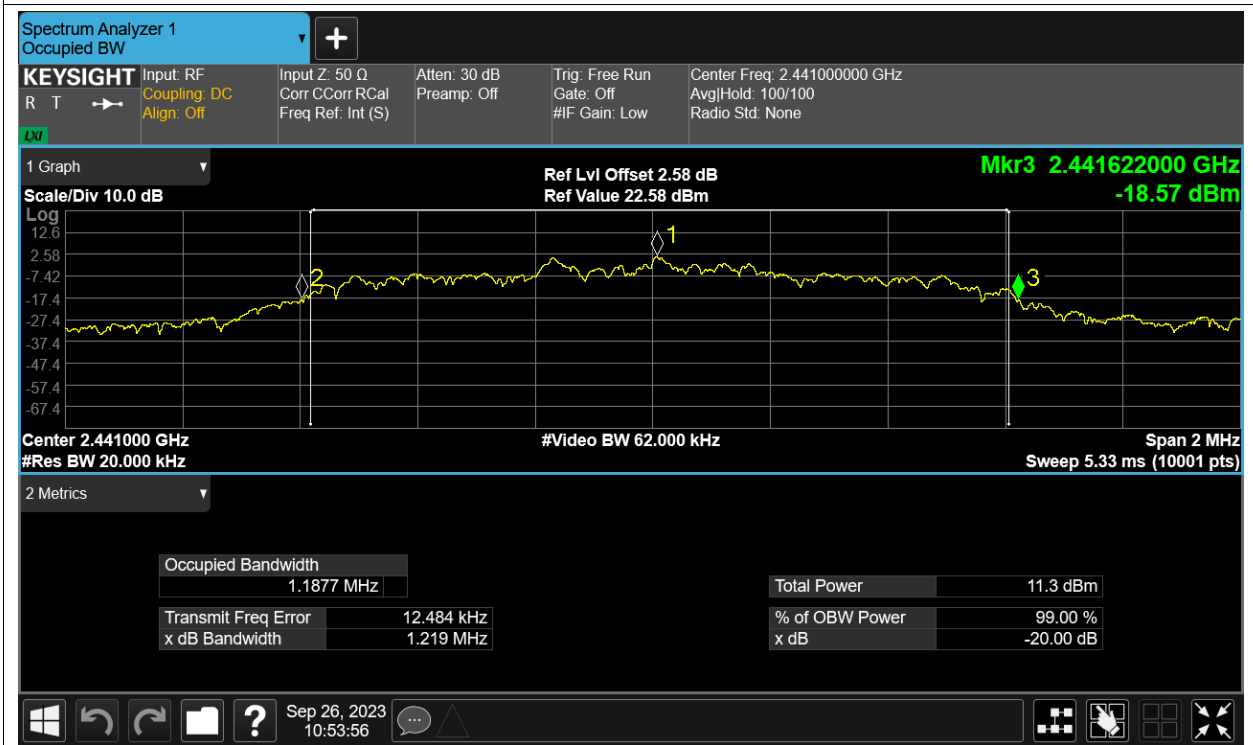 Spectrum Analyzer 1
Occupied BW
KEYSIGHT
R T
LXI
Input: RF
Coupling: DC
Align: Off
Input Z: 50 Ω
Corr CCorr RCal
Freq Ref: Int (S)
Atten: 30 dB
Preamp: Off
Trig: Free Run
Gate: Off
#IF Gain: Low
Center Freq: 2.441000000 GHz
Avg|Hold: 100/100
Radio Std: None
1 Graph
Scale/Div 10.0 dB
Ref Lvl Offset 2.58 dB
Ref Value 22.58 dBm
Mkr3 2.441622000 GHz
-18.57 dBm
Log
12.6
2.58
-7.42
-17.4
-27.4
-37.4
-47.4
-57.4
-67.4
1
2
3
Center 2.441000 GHz
#Video BW 62.000 kHz
Span 2 MHz
#Res BW 20.000 kHz
Sweep 5.33 ms (10001 pts)
2 Metrics
Occupied Bandwidth
1.1877 MHz
Transmit Freq Error 12.484 kHz
x dB Bandwidth 1.219 MHz
Total Power 11.3 dBm
% of OBW Power 99.00 %
x dB -20.00 dB
?
Sep 26, 2023
10:53:56